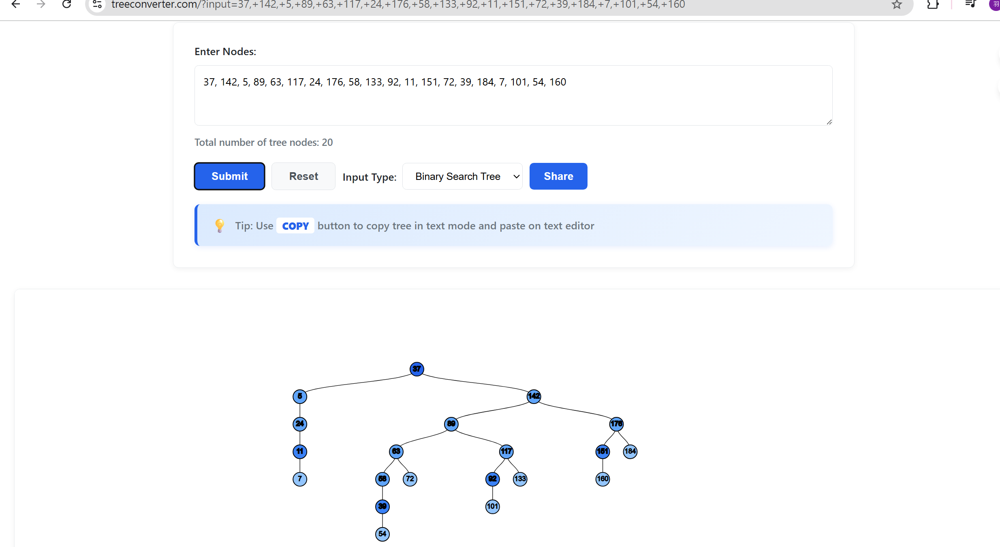 treeconverter.com/?input=37,+142,+5,+89,+63,+117,+24,+176,+58,+133,+92,+11,+151,+72,+39,+184,+7,+101,+54,+160
羽
Enter Nodes:
37, 142, 5, 89, 63, 117, 24, 176, 58, 133, 92, 11, 151, 72, 39, 184, 7, 101, 54, 160
Total number of tree nodes: 20
Submit Reset Input Type: Binary Search Tree Share
Tip: Use COPY button to copy tree in text mode and paste on text editor
37
5 142
24 89 176
11 63 117 151 184
7 58 72 92 133 160
39 101
54